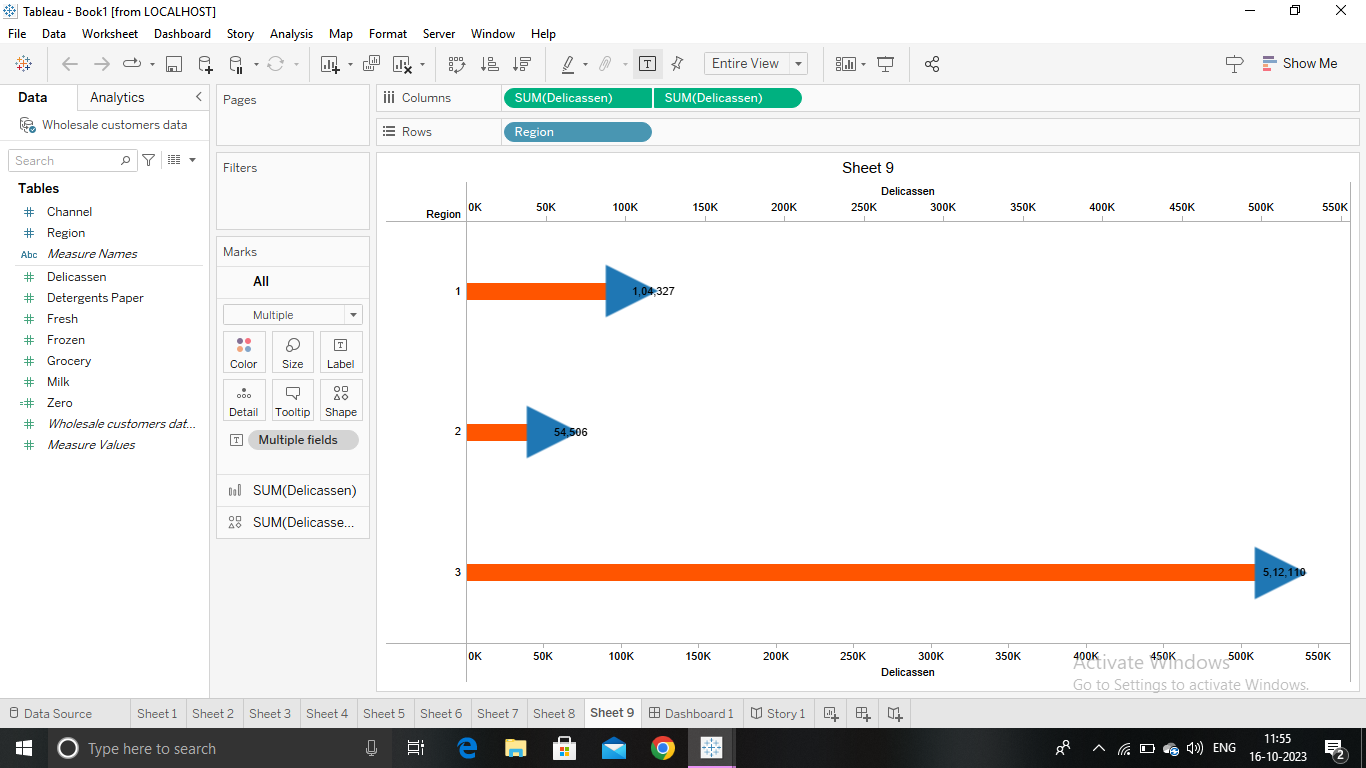 Tableau - Book1 [from LOCALHOST]
File Data Worksheet Dashboard Story Analysis Map Format Server Window Help
Entire View
Show Me
Data Analytics
Wholesale customers data
Search
Tables
Channel
Region
Abc Measure Names
Delicassen
Detergents Paper
Fresh
Frozen
Grocery
Milk
Zero
Wholesale customers dat...
Measure Values
Pages
Filters
Marks
All
Multiple
Color Size Label
Detail Tooltip Shape
Multiple fields
SUM(Delicassen)
SUM(Delicasse...
Columns SUM(Delicassen) SUM(Delicassen)
Rows Region
Sheet 9
Delicassen
Region 0K 50K 100K 150K 200K 250K 300K 350K 400K 450K 500K 550K
1 1,04,327
2 54,506
3 5,12,110
0K 50K 100K 150K 200K 250K 300K 350K 400K 450K 500K 550K
Delicassen
Activate Windows
Go to Settings to activate Windows.
Data Source Sheet 1 Sheet 2 Sheet 3 Sheet 4 Sheet 5 Sheet 6 Sheet 7 Sheet 8 Sheet 9 Dashboard 1 Story 1
Type here to search
ENG
11:55
16-10-2023
2